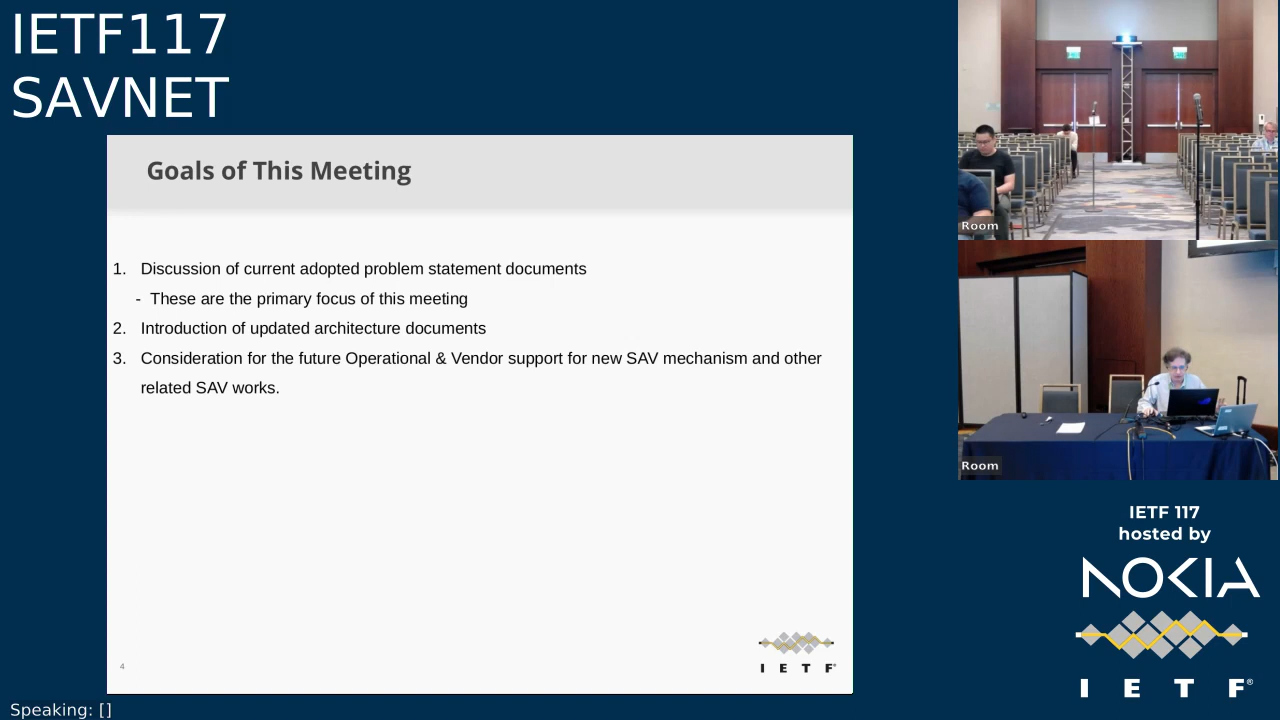 IETF117
SAVNET
Goals of This Meeting
1. Discussion of current adopted problem statement documents
- These are the primary focus of this meeting
2. Introduction of updated architecture documents
3. Consideration for the future Operational & Vendor support for new SAV mechanism and other
related SAV works.
4
I E T F®
Room
Room
IETF 117
hosted by
NOKIA
I E T F®
Speaking: []